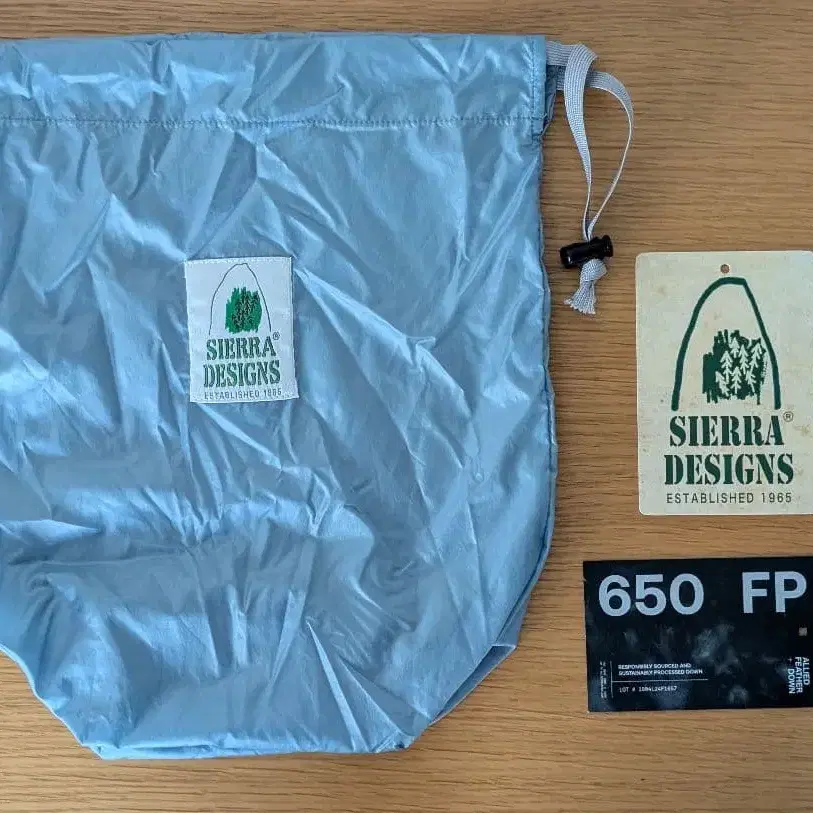 SIERRA®
DESIGNS
ESTABLISHED 1965
SIERRA®
DESIGNS
ESTABLISHED 1965
650 FP
RESPONSIBLY SOURCED AND
SUSTAINABLY PROCESSED DOWN
ALLIED
FEATHER
+ DOWN